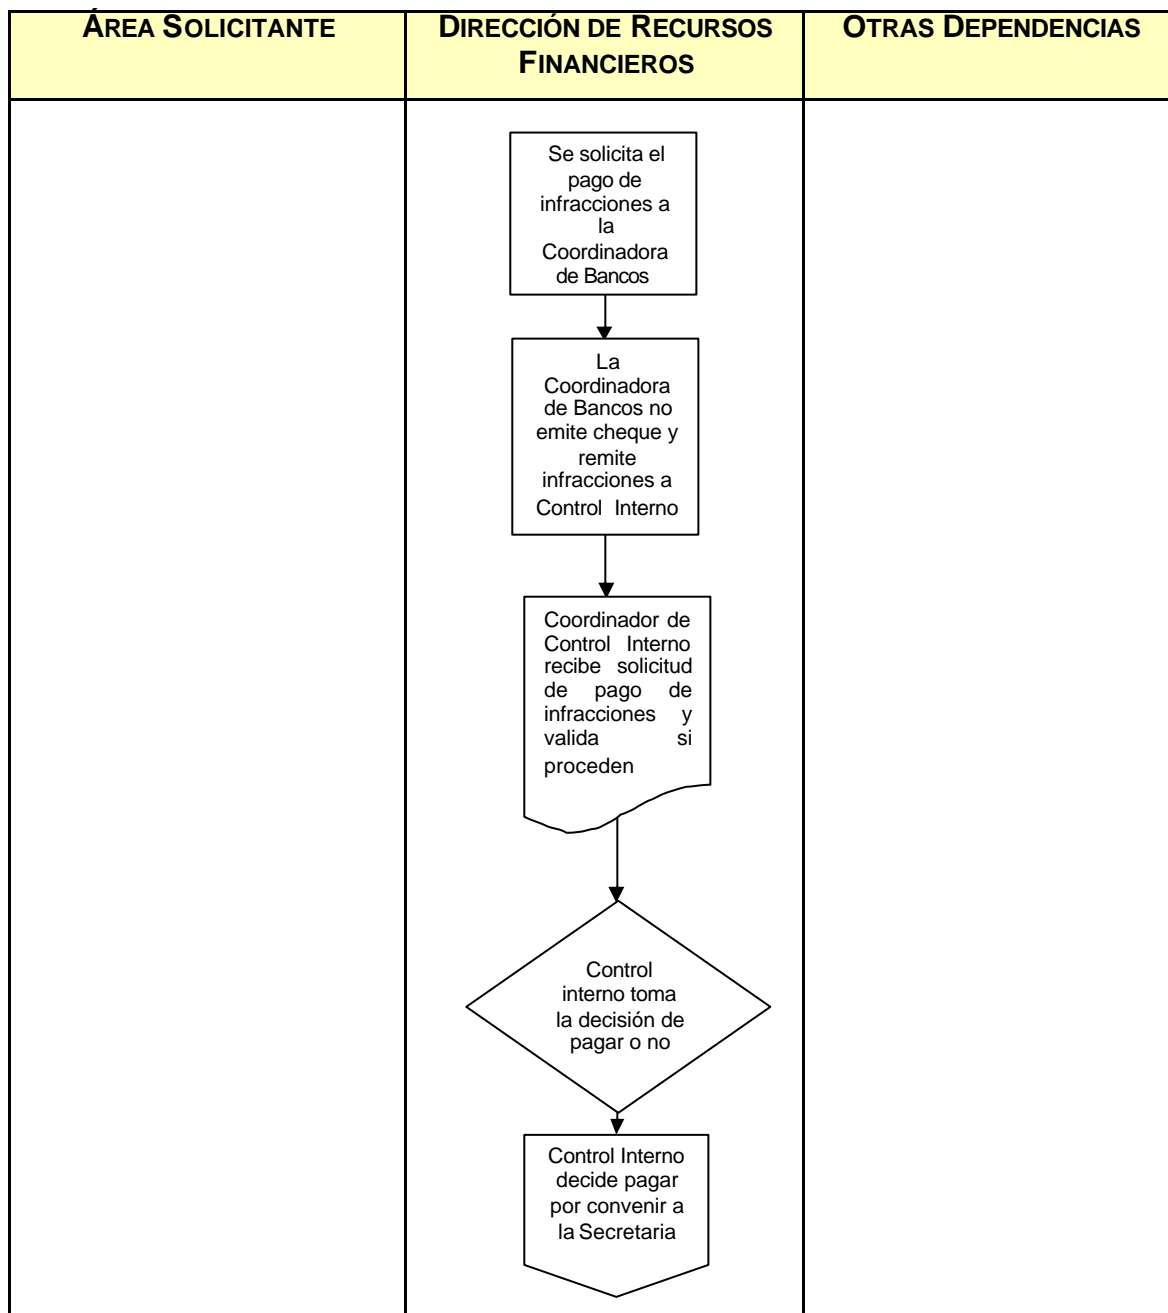 ÁREA SOLICITANTE
DIRECCIÓN DE RECURSOS
FINANCIEROS
OTRAS DEPENDENCIAS
Se solicita el
pago de
infracciones a
la
Coordinadora
de Bancos
La
Coordinadora
de Bancos no
emite cheque y
remite
infracciones a
Control Interno
Coordinador de
Control Interno
recibe solicitud
de pago de
infracciones y
valida si
proceden
Control
interno toma
la decisión de
pagar o no
Control Interno
decide pagar
por convenir a
la Secretaria